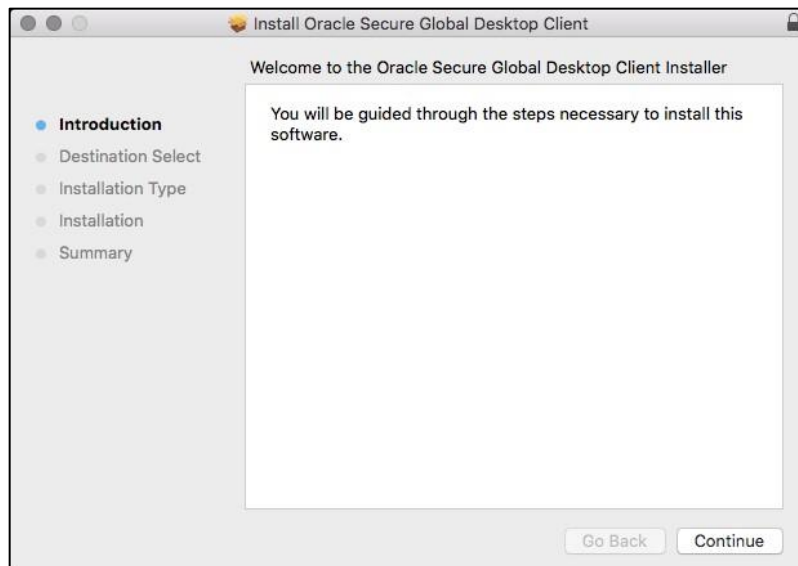 Install Oracle Secure Global Desktop Client
Welcome to the Oracle Secure Global Desktop Client Installer
Introduction
Destination Select
Installation Type
Installation
Summary
You will be guided through the steps necessary to install this
software.
Go Back
Continue